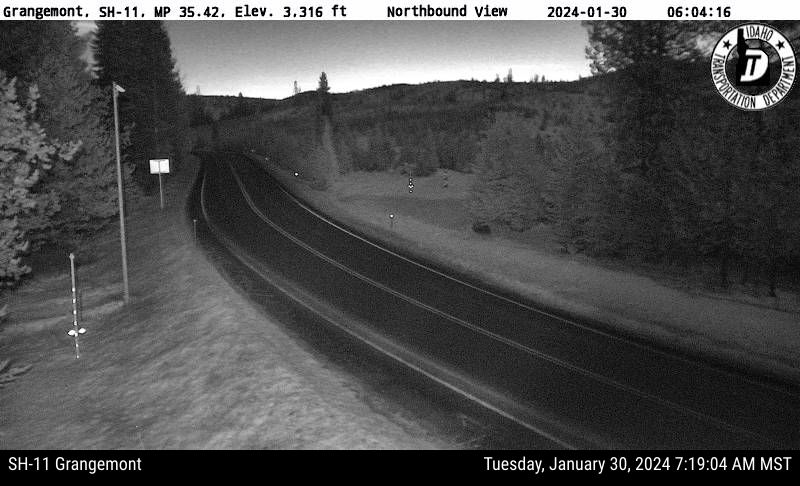 Grangemont, SH-11, MP 35.42, Elev. 3,316 ft Northbound View 2024-01-30 06:04:16
IDAHO
TRANSPORTATION DEPARTMENT
SH-11 Grangemont Tuesday, January 30, 2024 7:19:04 AM MST